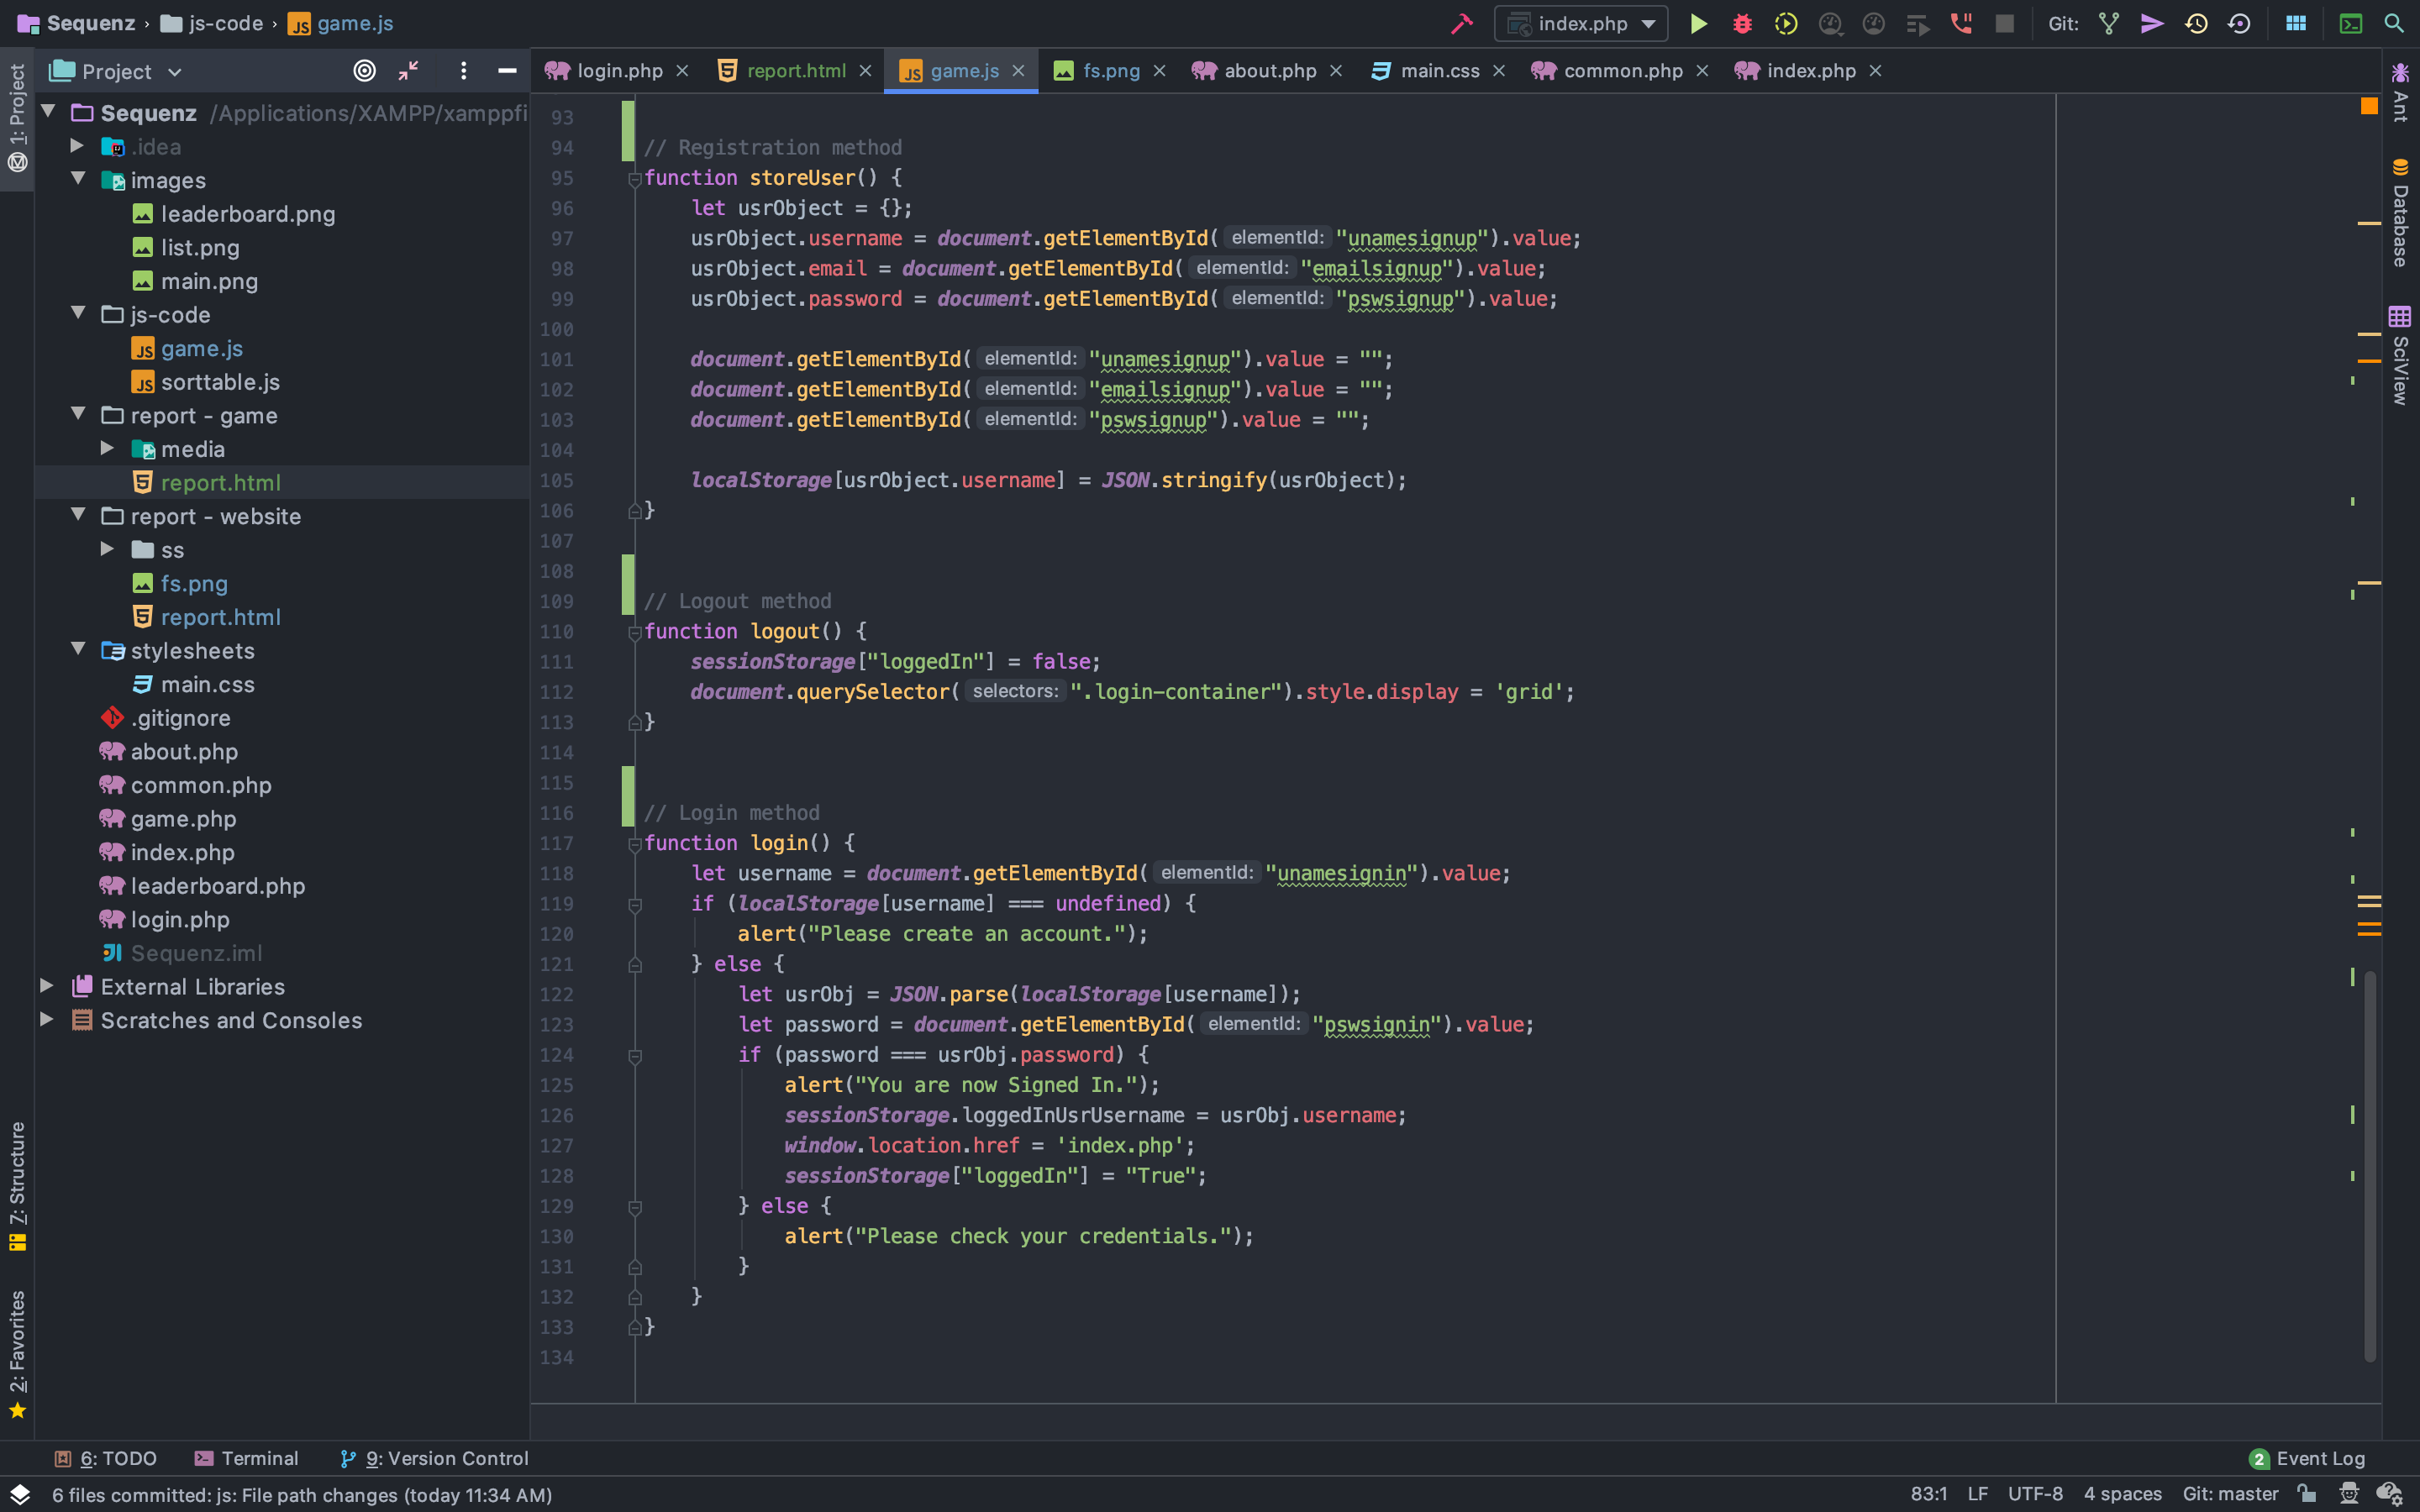 Sequenz › js-code › game.js
index.php
Git:
1: Project
Project
login.php
report.html
game.js
fs.png
about.php
main.css
common.php
index.php
Ant
Database
SciView
Sequenz /Applications/XAMPP/xamppfi
.idea
images
leaderboard.png
list.png
main.png
js-code
game.js
sorttable.js
report - game
media
report.html
report - website
ss
fs.png
report.html
stylesheets
main.css
.gitignore
about.php
common.php
game.php
index.php
leaderboard.php
login.php
Sequenz.iml
External Libraries
Scratches and Consoles
7: Structure
2: Favorites
93
94 // Registration method
95 function storeUser() {
96 let usrObject = {};
97 usrObject.username = document.getElementById( elementId: "unamesignup").value;
98 usrObject.email = document.getElementById( elementId: "emailsignup").value;
99 usrObject.password = document.getElementById( elementId: "pswsignup").value;
100
101 document.getElementById( elementId: "unamesignup").value = "";
102 document.getElementById( elementId: "emailsignup").value = "";
103 document.getElementById( elementId: "pswsignup").value = "";
104
105 localStorage[usrObject.username] = JSON.stringify(usrObject);
106 }
107
108
109 // Logout method
110 function logout() {
111 sessionStorage["loggedIn"] = false;
112 document.querySelector( selectors: ".login-container").style.display = 'grid';
113 }
114
115
116 // Login method
117 function login() {
118 let username = document.getElementById( elementId: "unamesignin").value;
119 if (localStorage[username] === undefined) {
120 alert("Please create an account.");
121 } else {
122 let usrObj = JSON.parse(localStorage[username]);
123 let password = document.getElementById( elementId: "pswsignin").value;
124 if (password === usrObj.password) {
125 alert("You are now Signed In.");
126 sessionStorage.loggedInUsrUsername = usrObj.username;
127 window.location.href = 'index.php';
128 sessionStorage["loggedIn"] = "True";
129 } else {
130 alert("Please check your credentials.");
131 }
132 }
133 }
134
6: TODO
Terminal
9: Version Control
2 Event Log
6 files committed: js: File path changes (today 11:34 AM)
83:1 LF UTF-8 4 spaces Git: master